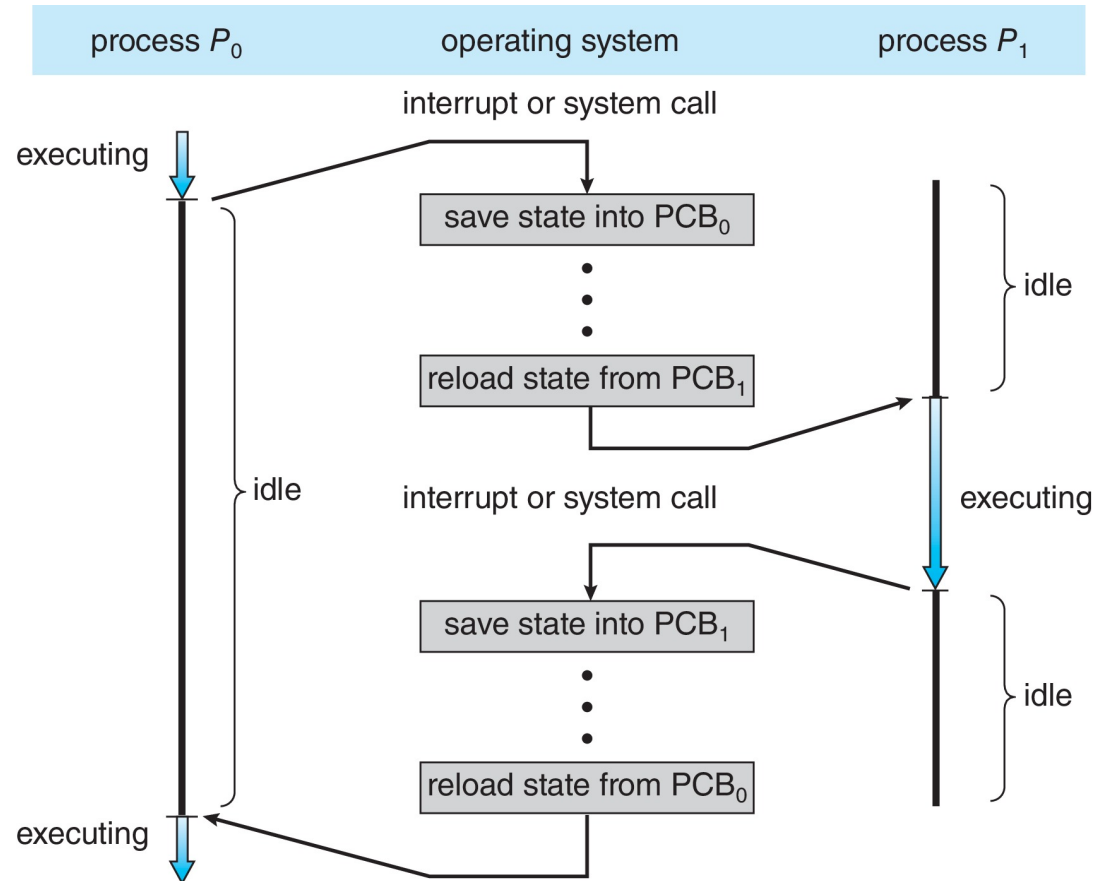 process P₀ operating system process P₁
interrupt or system call
executing
save state into PCB₀
idle
reload state from PCB₁
idle
interrupt or system call
executing
save state into PCB₁
idle
reload state from PCB₀
executing